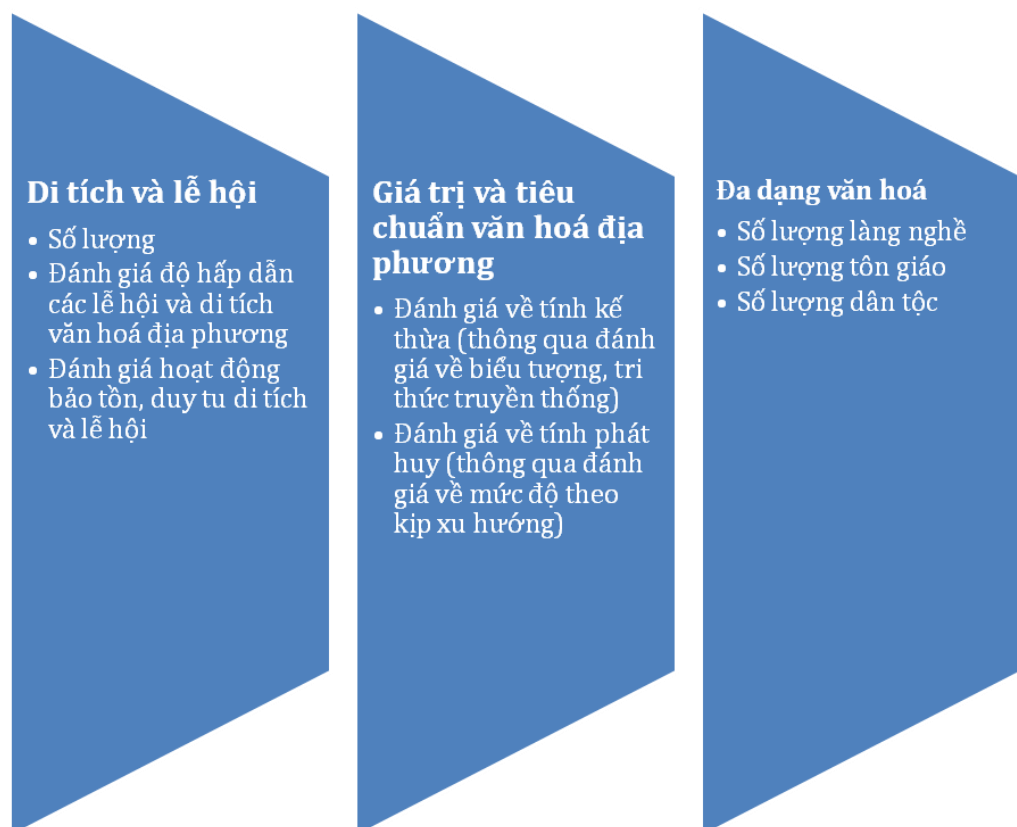 Di tích và lễ hội
• Số lượng
• Đánh giá độ hấp dẫn
các lễ hội và di tích
văn hoá địa phương
• Đánh giá hoạt động
bảo tồn, duy tu di tích
và lễ hội
Giá trị và tiêu
chuẩn văn hoá địa
phương
• Đánh giá về tính kế
thừa (thông qua đánh
giá về biểu tượng, tri
thức truyền thống)
• Đánh giá về tính phát
huy (thông qua đánh
giá về mức độ theo
kịp xu hướng)
Đa dạng văn hoá
• Số lượng làng nghề
• Số lượng tôn giáo
• Số lượng dân tộc